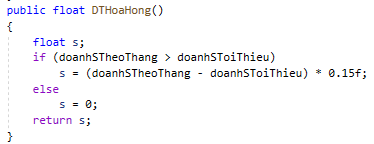 public float DTHoaHong()
{
float s;
if (doanhSTheoThang > doanhSToiThieu)
s = (doanhSTheoThang - doanhSToiThieu) * 0.15f;
else
s = 0;
return s;
}